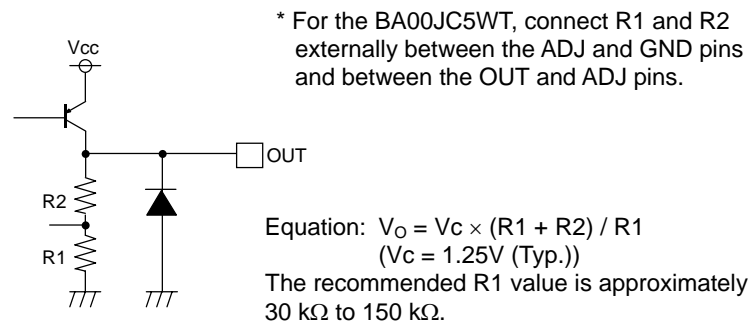 * For the BA00JC5WT, connect R1 and R2
externally between the ADJ and GND pins
and between the OUT and ADJ pins.
Vcc
OUT
R2
R1
Equation: V₀ = Vc × (R1 + R2) / R1
(Vc = 1.25V (Typ.))
The recommended R1 value is approximately
30 kΩ to 150 kΩ.